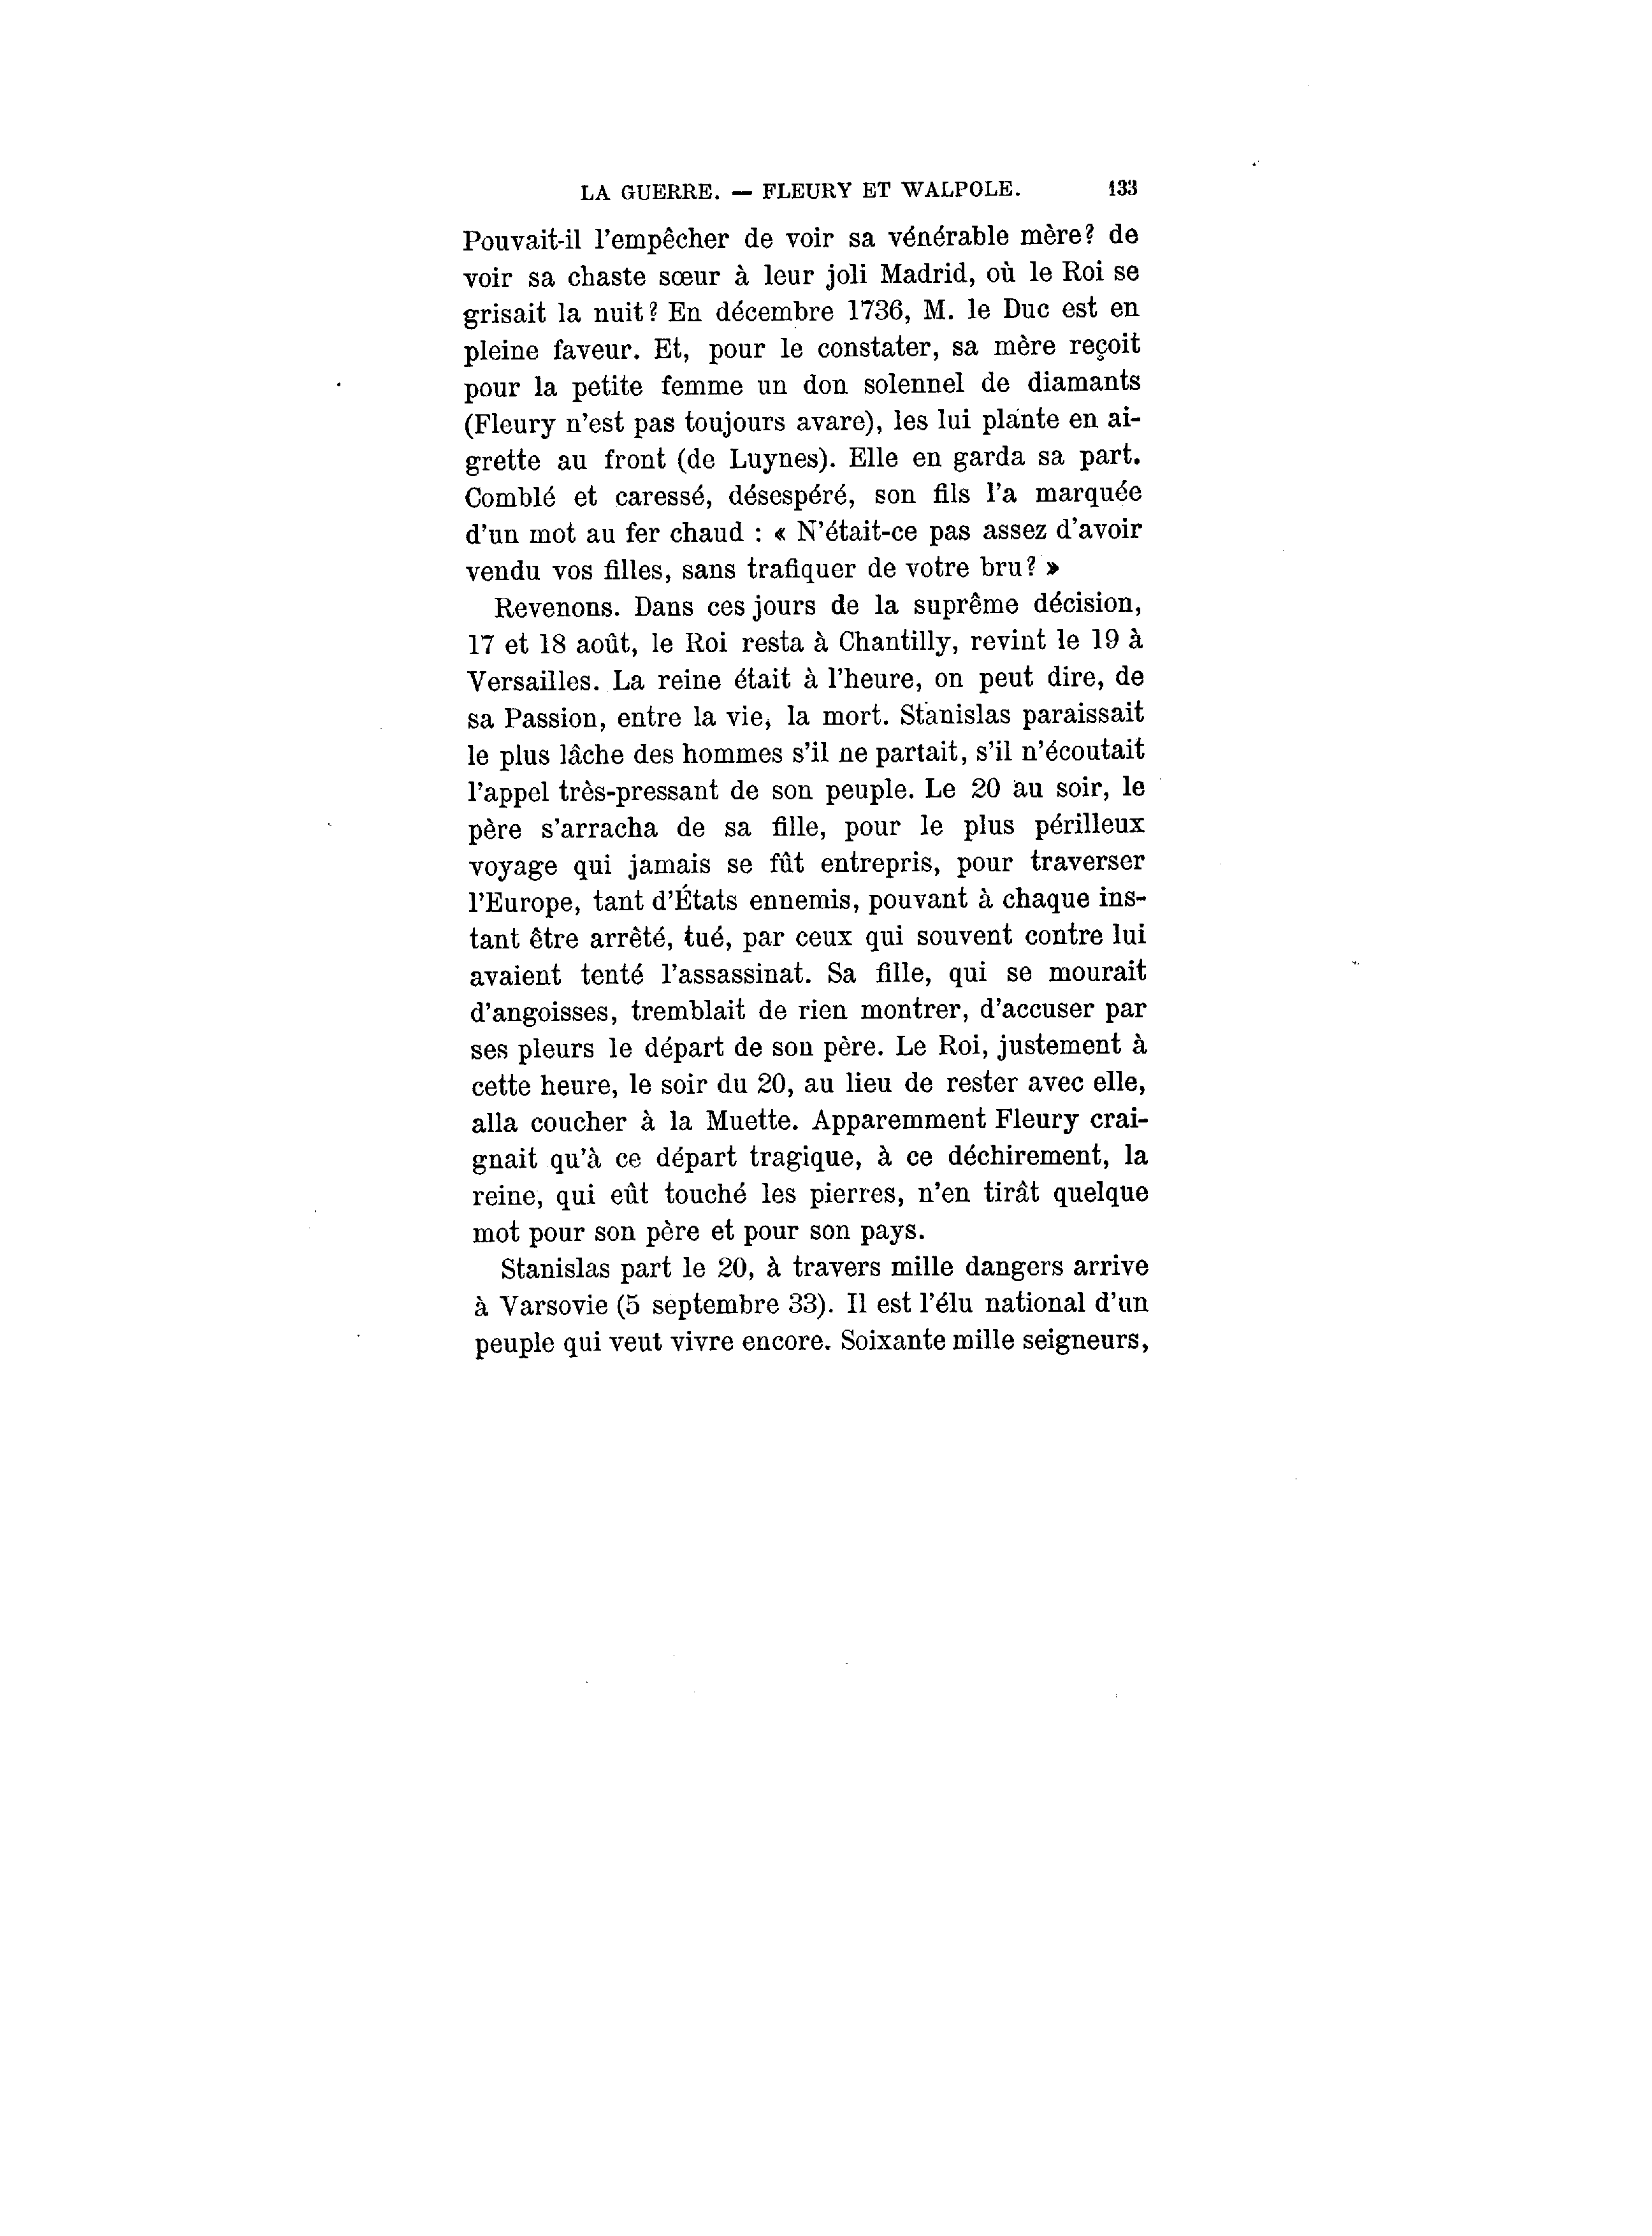 LA GUERRE. — FLEURY ET WALPOLE. 133
Pouvait-il l'empêcher de voir sa vénérable mère? de
voir sa chaste sœur à leur joli Madrid, où le Roi se
grisait la nuit? En décembre 1736, M. le Duc est en
pleine faveur. Et, pour le constater, sa mère reçoit
pour la petite femme un don solennel de diamants
(Fleury n'est pas toujours avare), les lui plante en ai-
grette au front (de Luynes). Elle en garda sa part.
Comblé et caressé, désespéré, son fils l'a marquée
d'un mot au fer chaud : « N'était-ce pas assez d'avoir
vendu vos filles, sans trafiquer de votre bru? »
Revenons. Dans ces jours de la suprême décision,
17 et 18 août, le Roi resta à Chantilly, revint le 19 à
Versailles. La reine était à l'heure, on peut dire, de
sa Passion, entre la vie, la mort. Stanislas paraissait
le plus lâche des hommes s'il ne partait, s'il n'écoutait
l'appel très-pressant de son peuple. Le 20 au soir, le
père s'arracha de sa fille, pour le plus périlleux
voyage qui jamais se fût entrepris, pour traverser
l'Europe, tant d'États ennemis, pouvant à chaque ins-
tant être arrêté, tué, par ceux qui souvent contre lui
avaient tenté l'assassinat. Sa fille, qui se mourait
d'angoisses, tremblait de rien montrer, d'accuser par
ses pleurs le départ de son père. Le Roi, justement à
cette heure, le soir du 20, au lieu de rester avec elle,
alla coucher à la Muette. Apparemment Fleury crai-
gnait qu'à ce départ tragique, à ce déchirement, la
reine, qui eût touché les pierres, n'en tirât quelque
mot pour son père et pour son pays.
Stanislas part le 20, à travers mille dangers arrive
à Varsovie (5 septembre 33). Il est l'élu national d'un
peuple qui veut vivre encore. Soixante mille seigneurs,